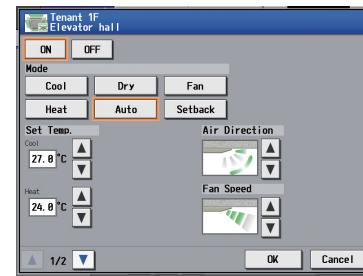 Tenant 1F
Elevator hall
ON OFF
Mode
Cool Dry Fan
Heat Auto Setback
Set Temp. Air Direction
Cool
27.0 °C
Heat Fan Speed
24.0 °C
1/2 OK Cancel